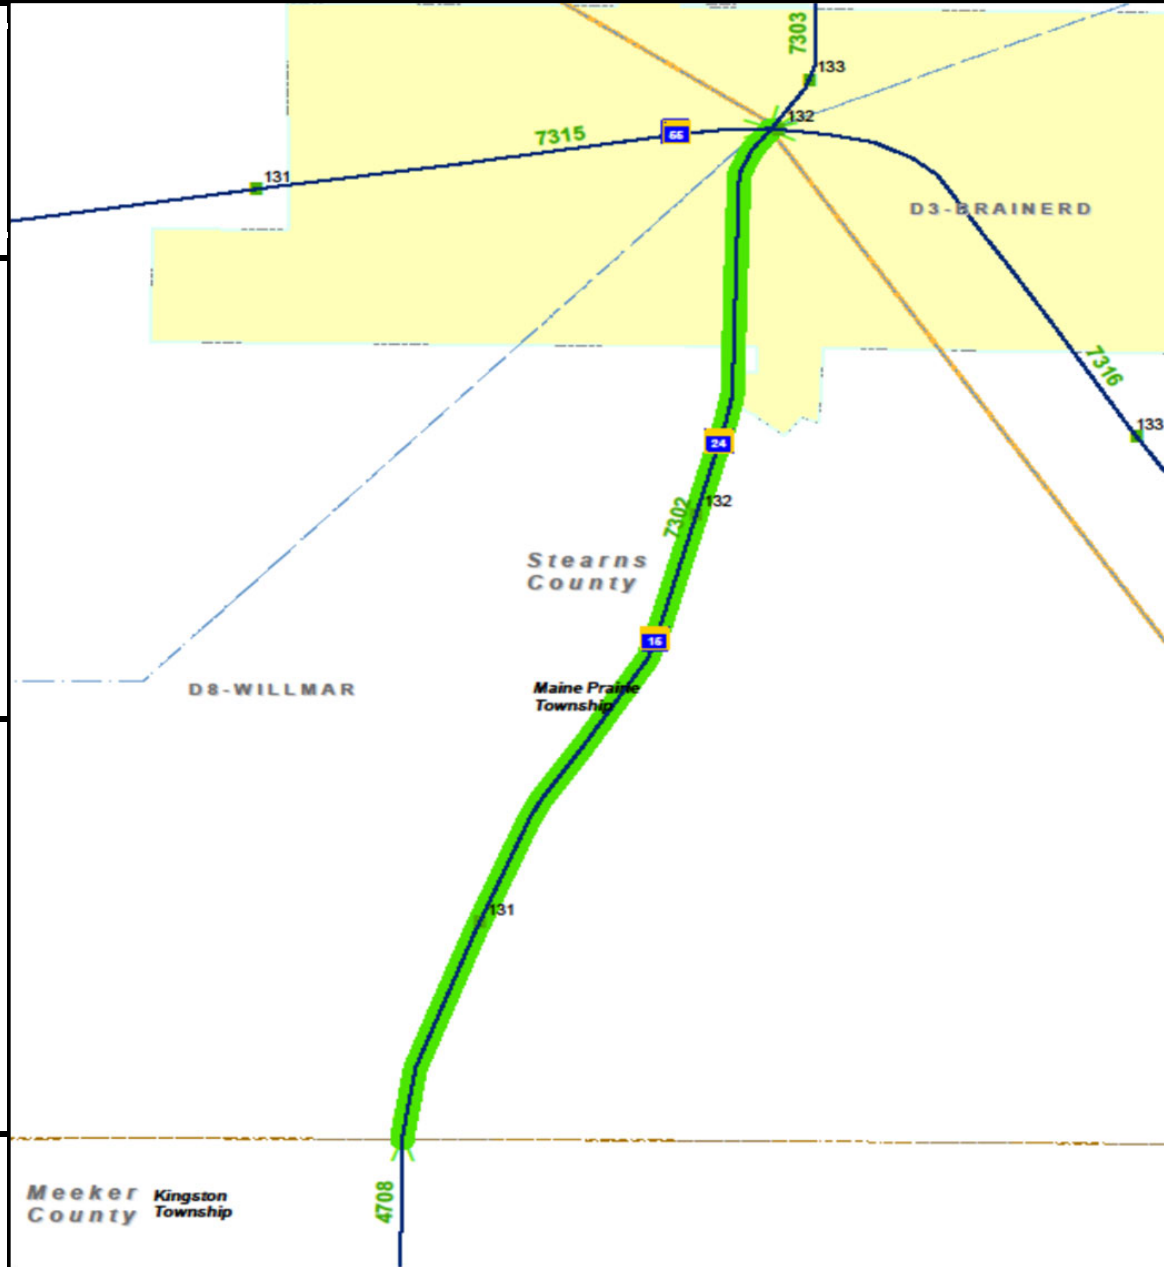 7303
133
132
55
7315
131
D3-BRAINERD
7316
133
24
132
7302
Stearns
County
15
Maine Prairie
Township
D8-WILLMAR
131
Meeker
County
Kingston
Township
4708